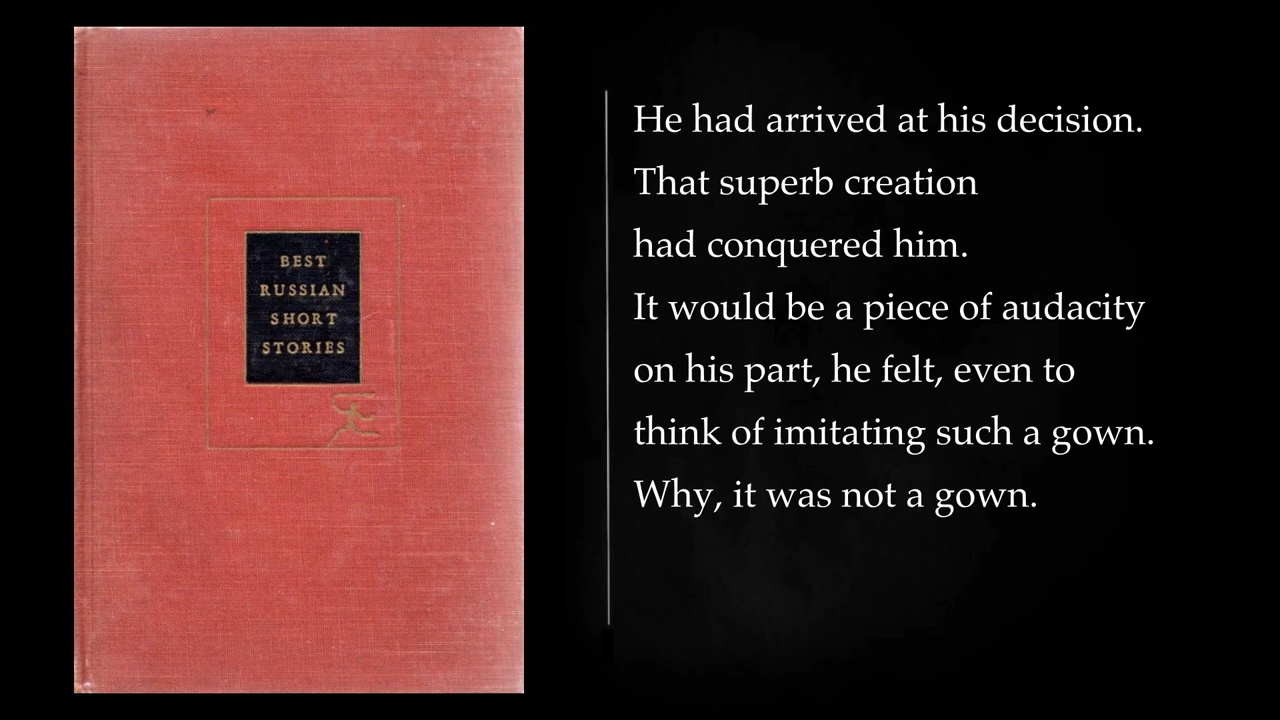 BEST
RUSSIAN
SHORT
STORIES
He had arrived at his decision.
That superb creation
had conquered him.
It would be a piece of audacity
on his part, he felt, even to
think of imitating such a gown.
Why, it was not a gown.